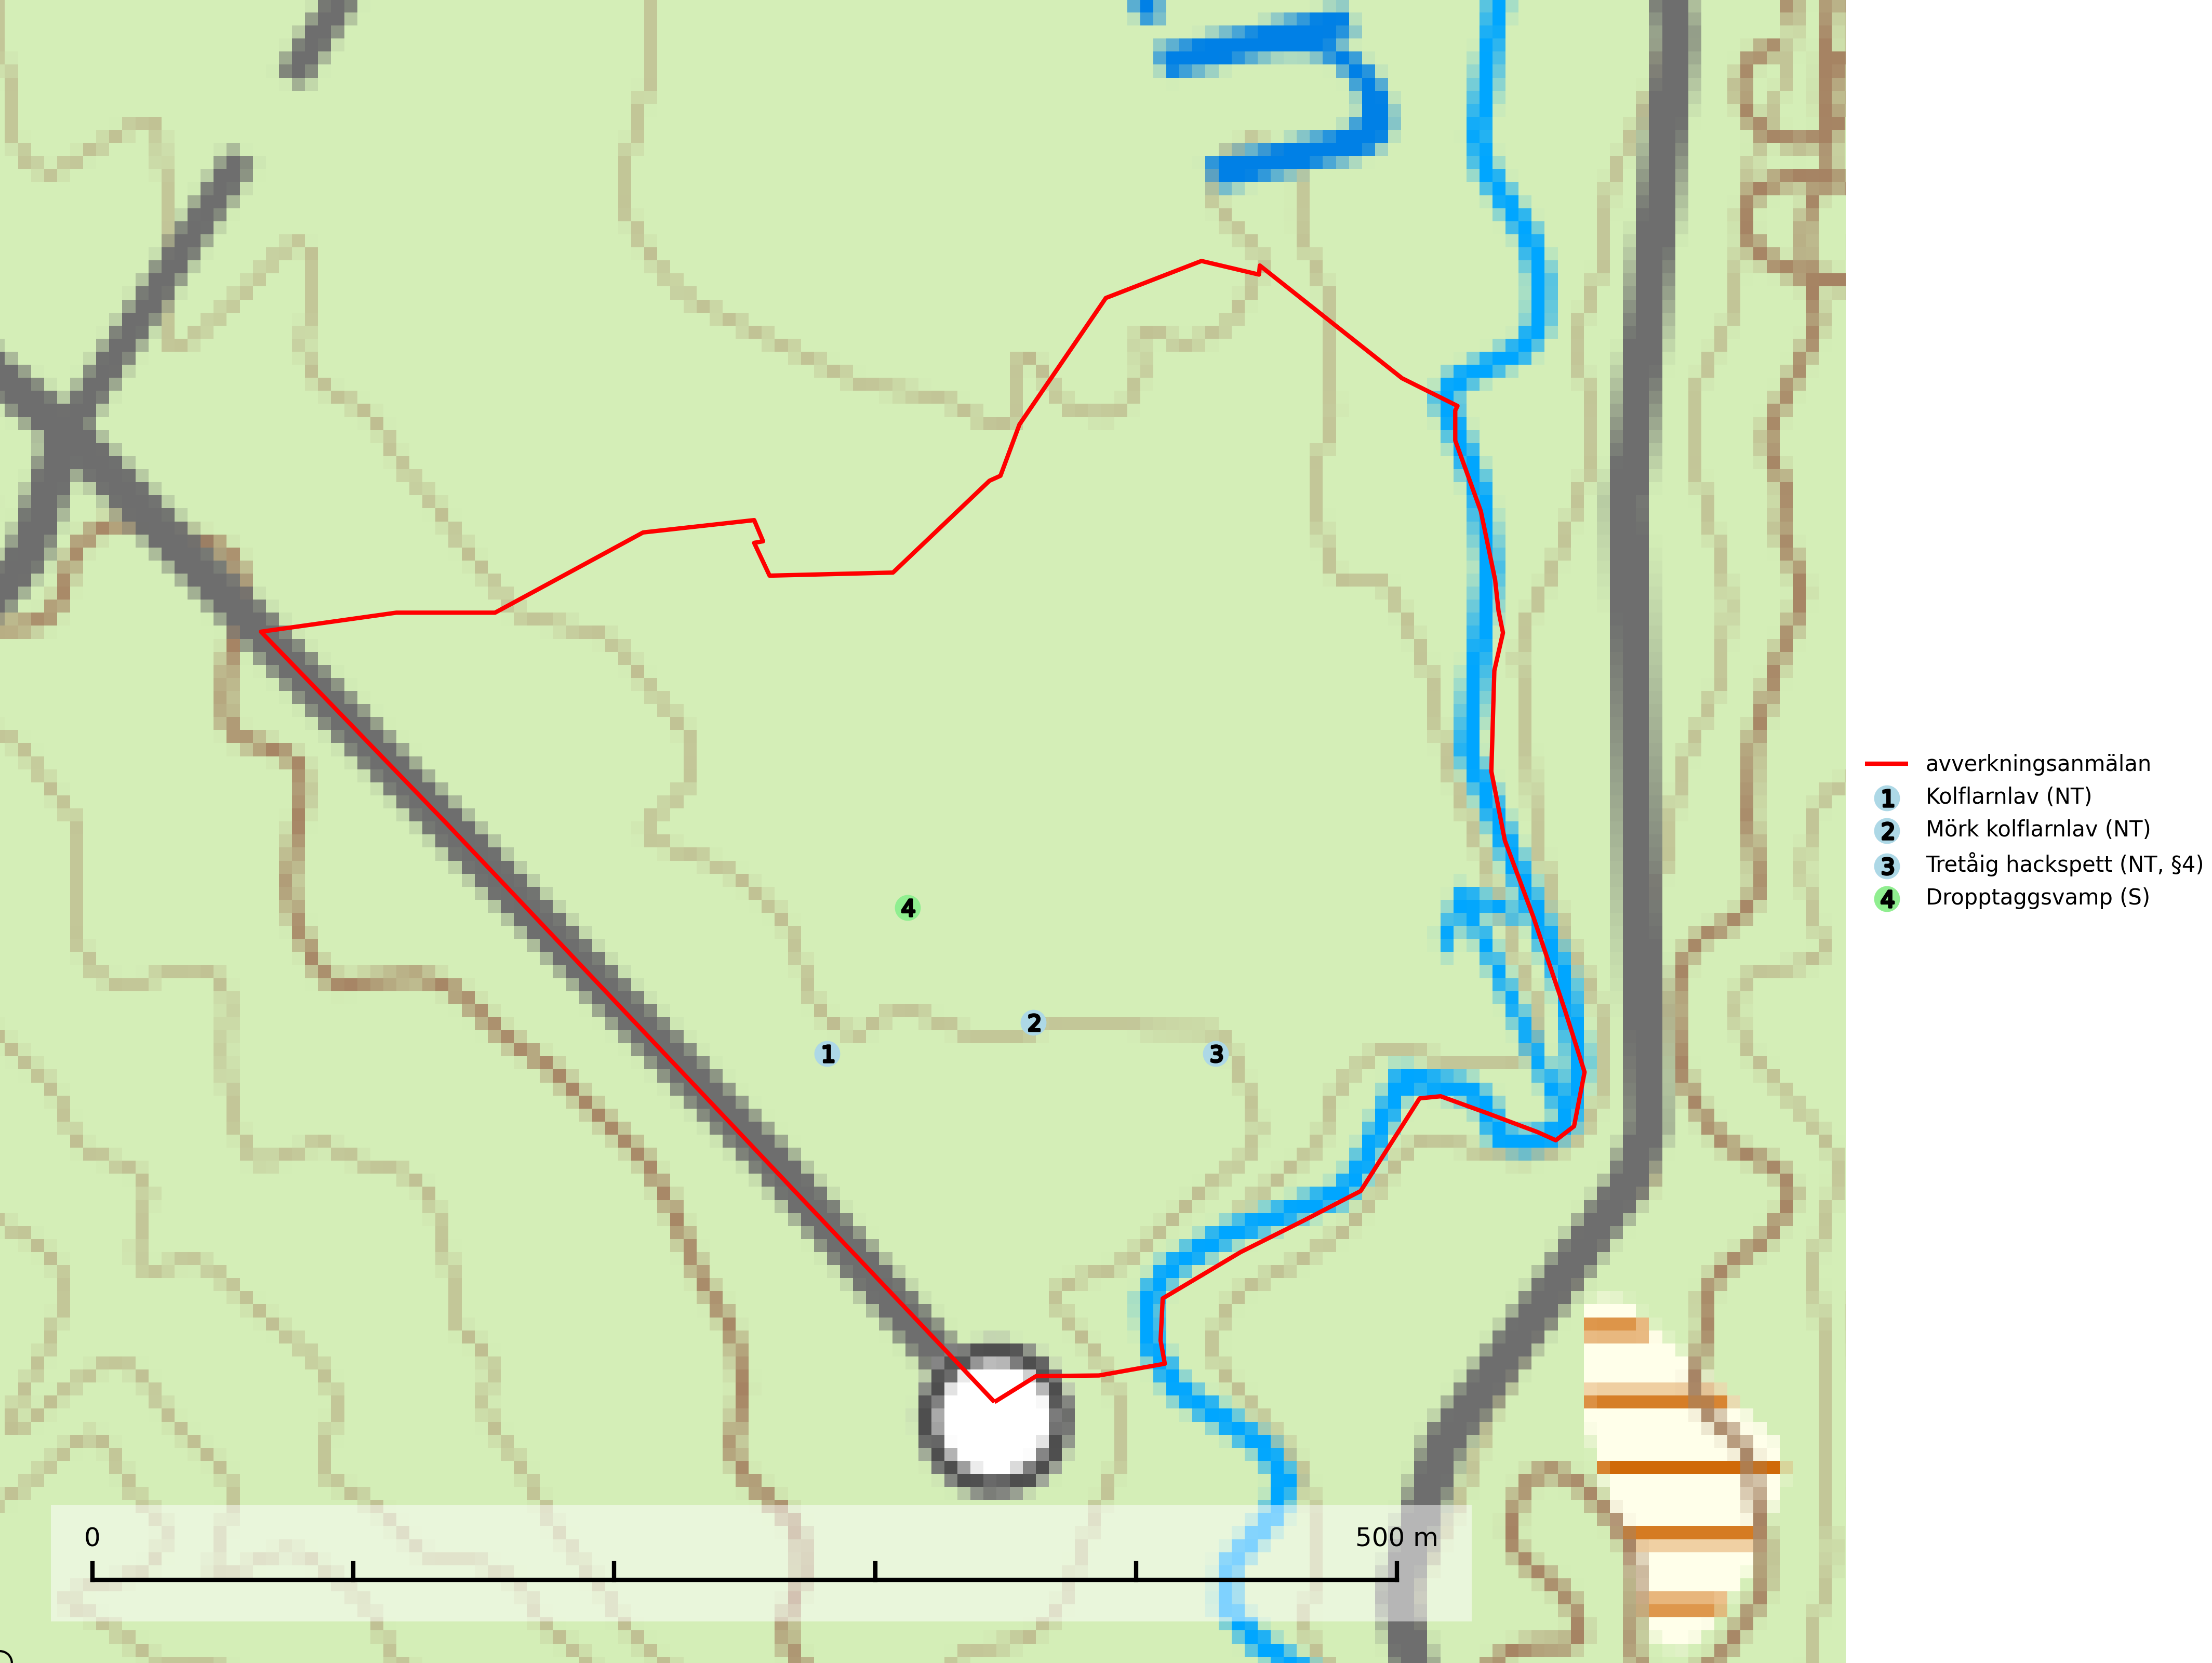 4
2
1
3
0
500 m
avverkningsanmälan
1 Kolflarnlav (NT)
2 Mörk kolflarnlav (NT)
3 Tretåig hackspett (NT, §4)
4 Dropptaggsvamp (S)